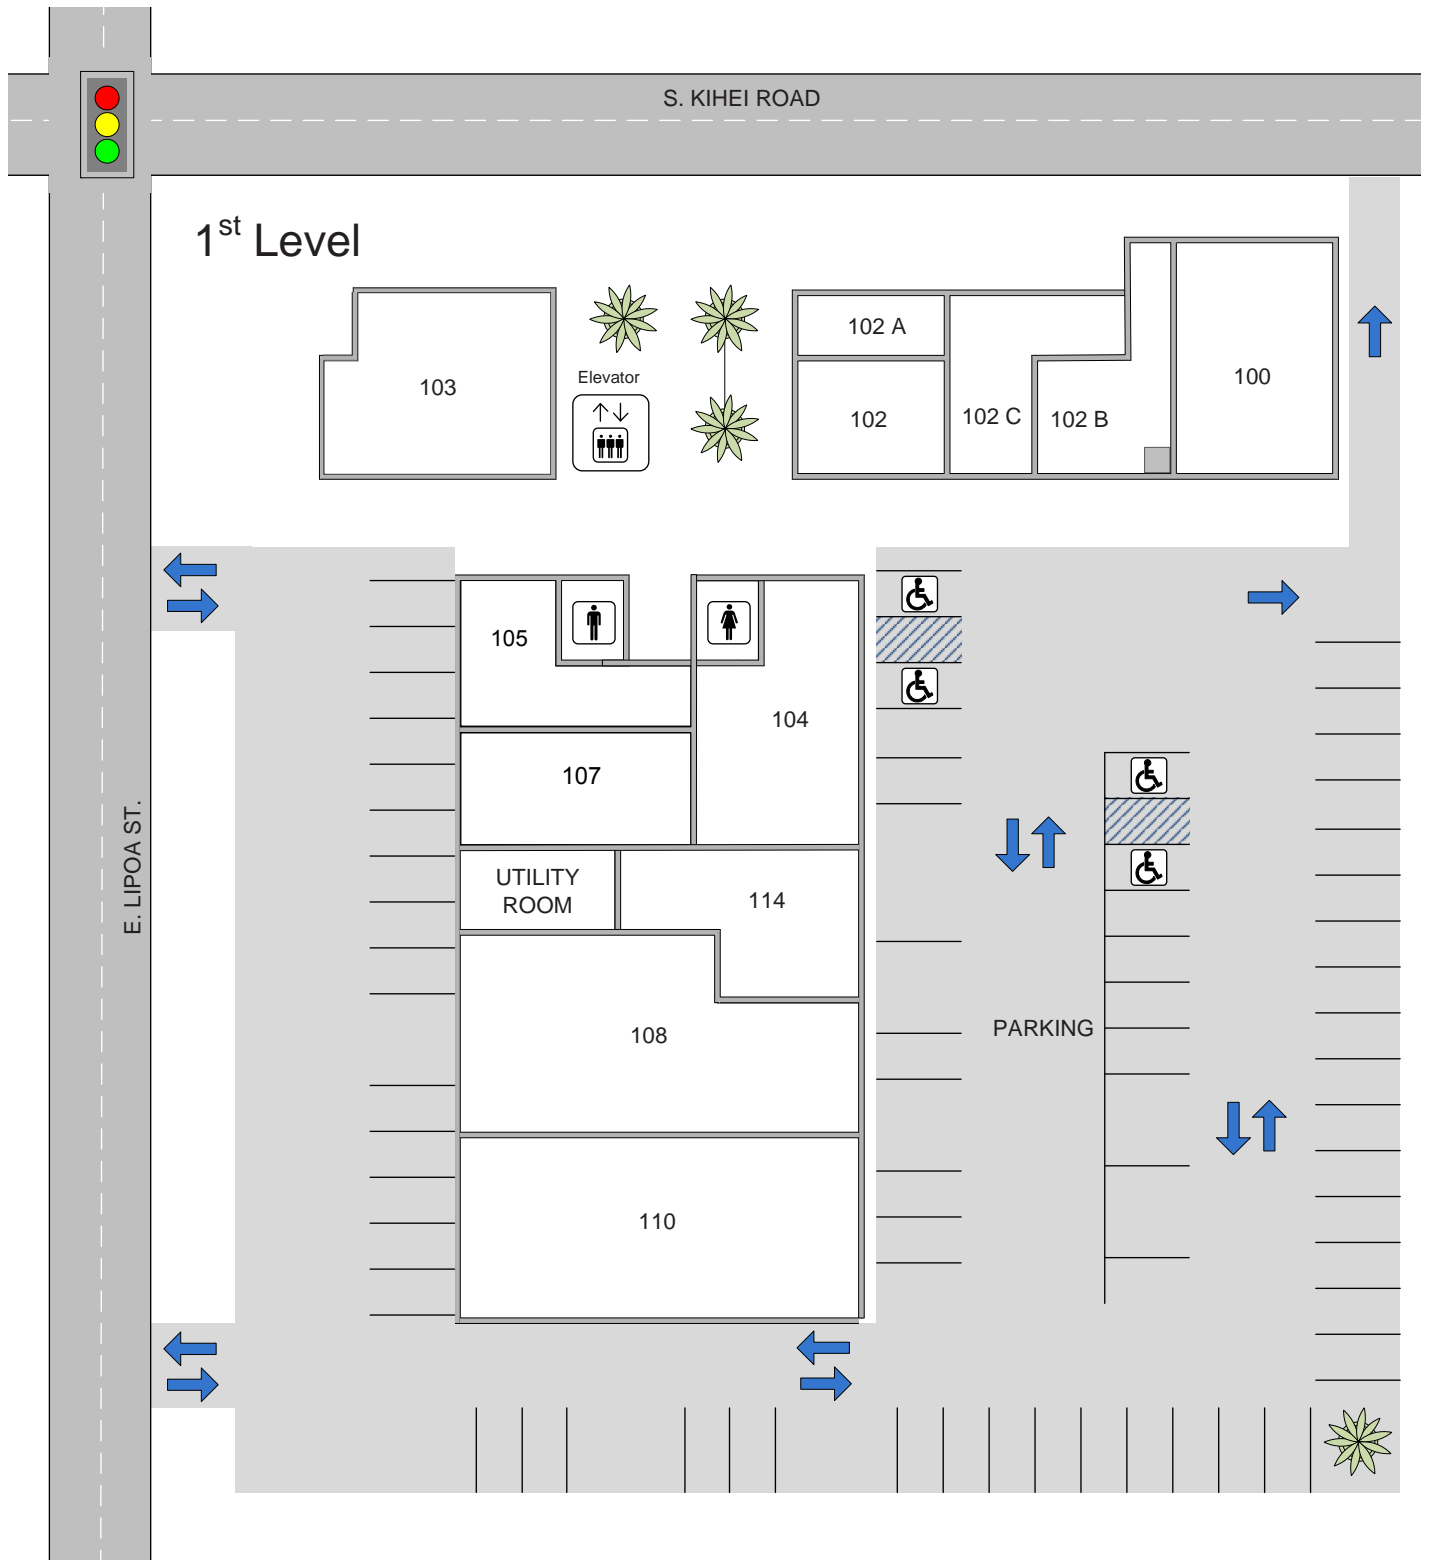 S. KIHEI ROAD
1st Level
102 A
103
Elevator
100
102
102 C
102 B
105
104
107
E. LIPOA ST.
UTILITY
ROOM
114
PARKING
108
110